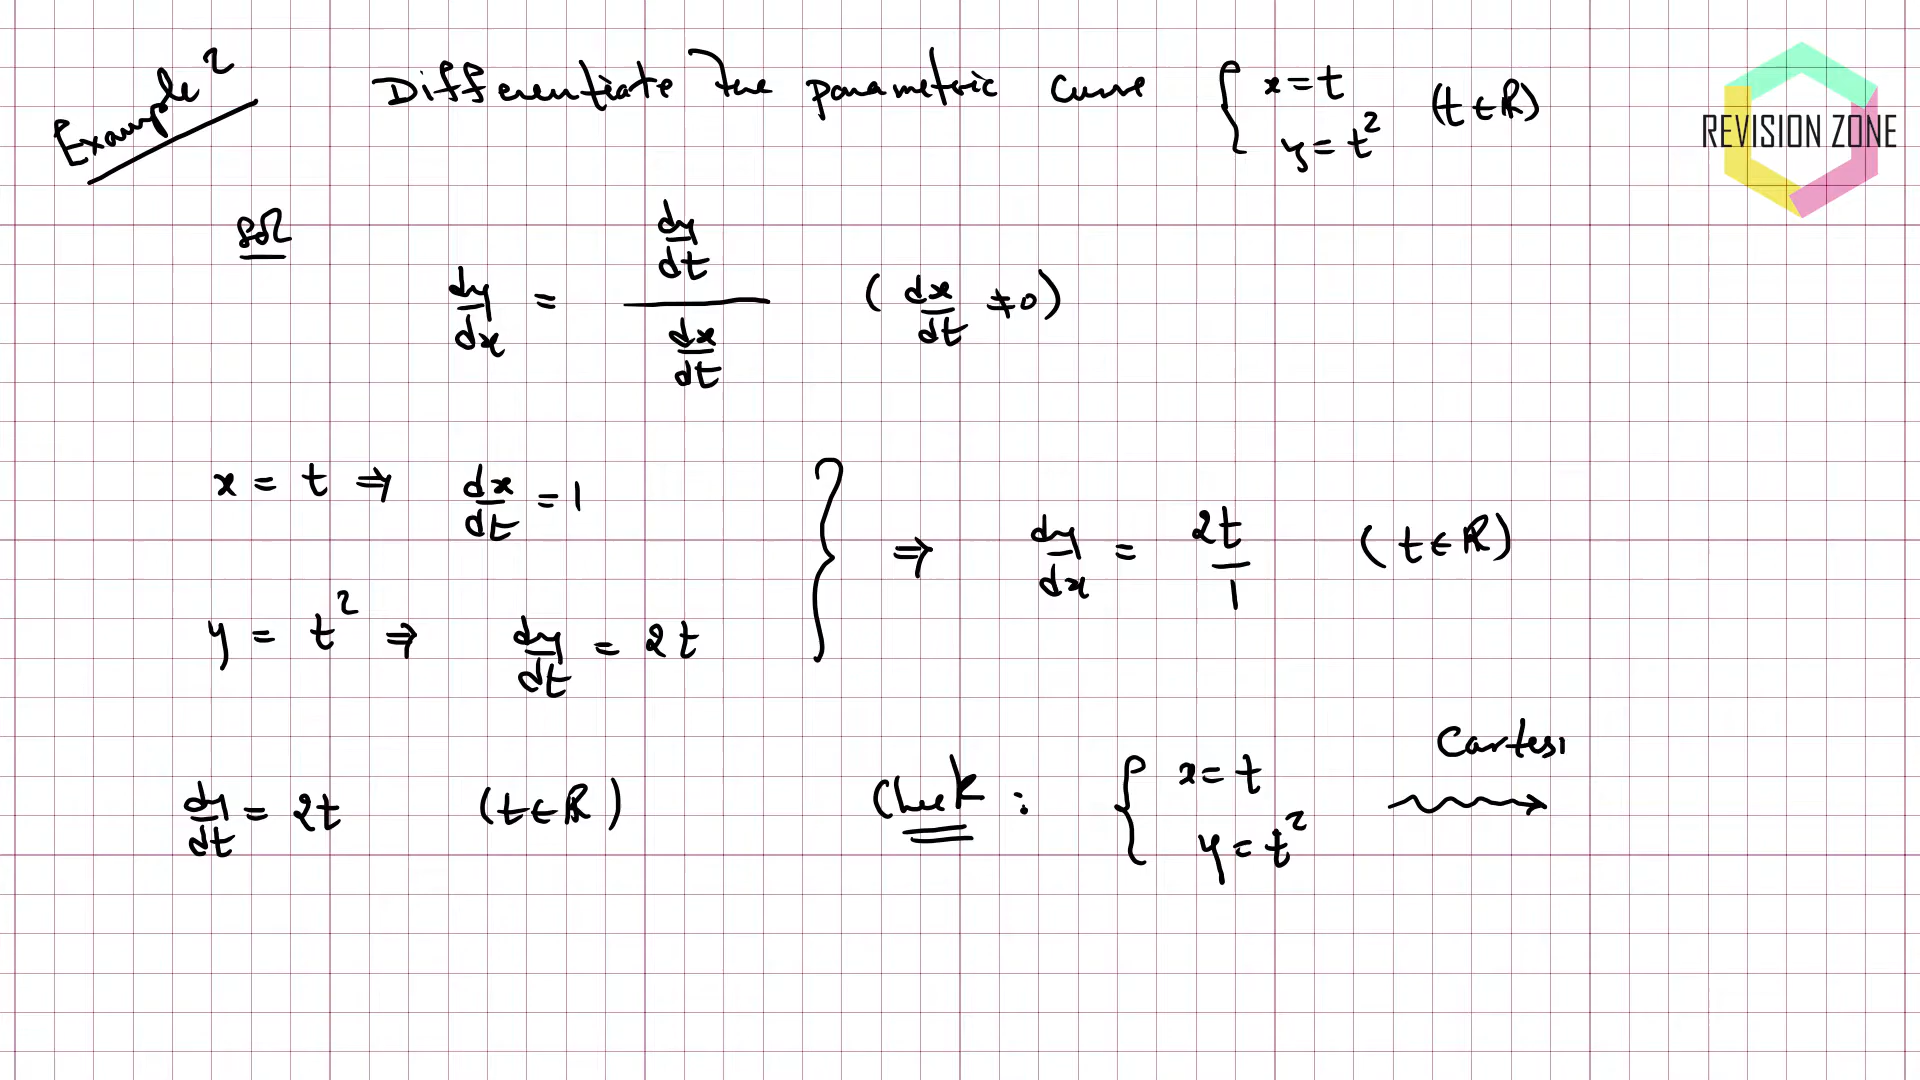 Example 2
Differentiate the parametric curve { x = t (t ∈ ℝ)
y = t²
REVISION ZONE
sol
dy/dx = (dy/dt)/(dx/dt) (dx/dt ≠ 0)
x = t ⇒ dx/dt = 1
y = t² ⇒ dy/dt = 2t
} ⇒ dy/dx = 2t/1 (t ∈ ℝ)
dy/dt = 2t (t ∈ ℝ)
Check : { x = t
y = t²
Cartesi